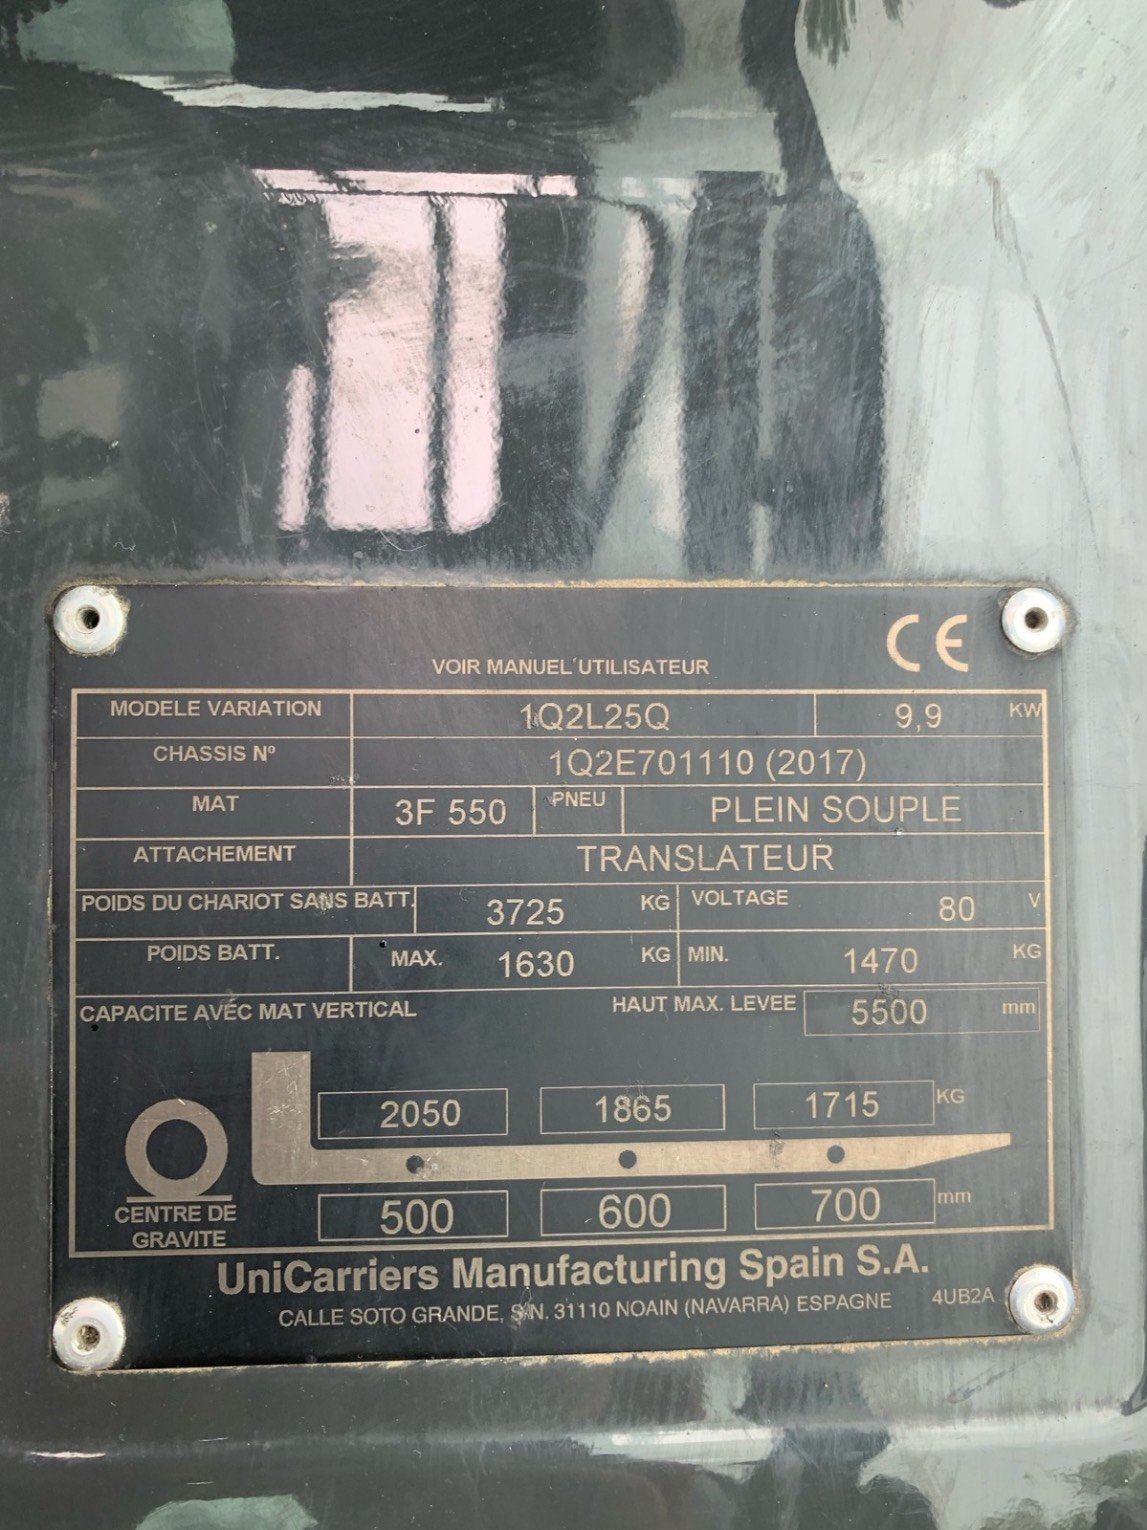 CE
VOIR MANUEL UTILISATEUR
MODELE VARIATION 1Q2L25Q 9,9 KW
CHASSIS Nº 1Q2E701110 (2017)
MAT 3F 550 PNEU PLEIN SOUPLE
ATTACHEMENT TRANSLATEUR
POIDS DU CHARIOT SANS BATT. 3725 KG VOLTAGE 80 V
POIDS BATT. MAX. 1630 KG MIN. 1470 KG
CAPACITE AVEC MAT VERTICAL HAUT MAX. LEVEE 5500 mm
2050 1865 1715 KG
500 600 700 mm
CENTRE DE
GRAVITE
UniCarriers Manufacturing Spain S.A.
CALLE SOTO GRANDE, S/N. 31110 NOAIN (NAVARRA) ESPAGNE 4UB2A